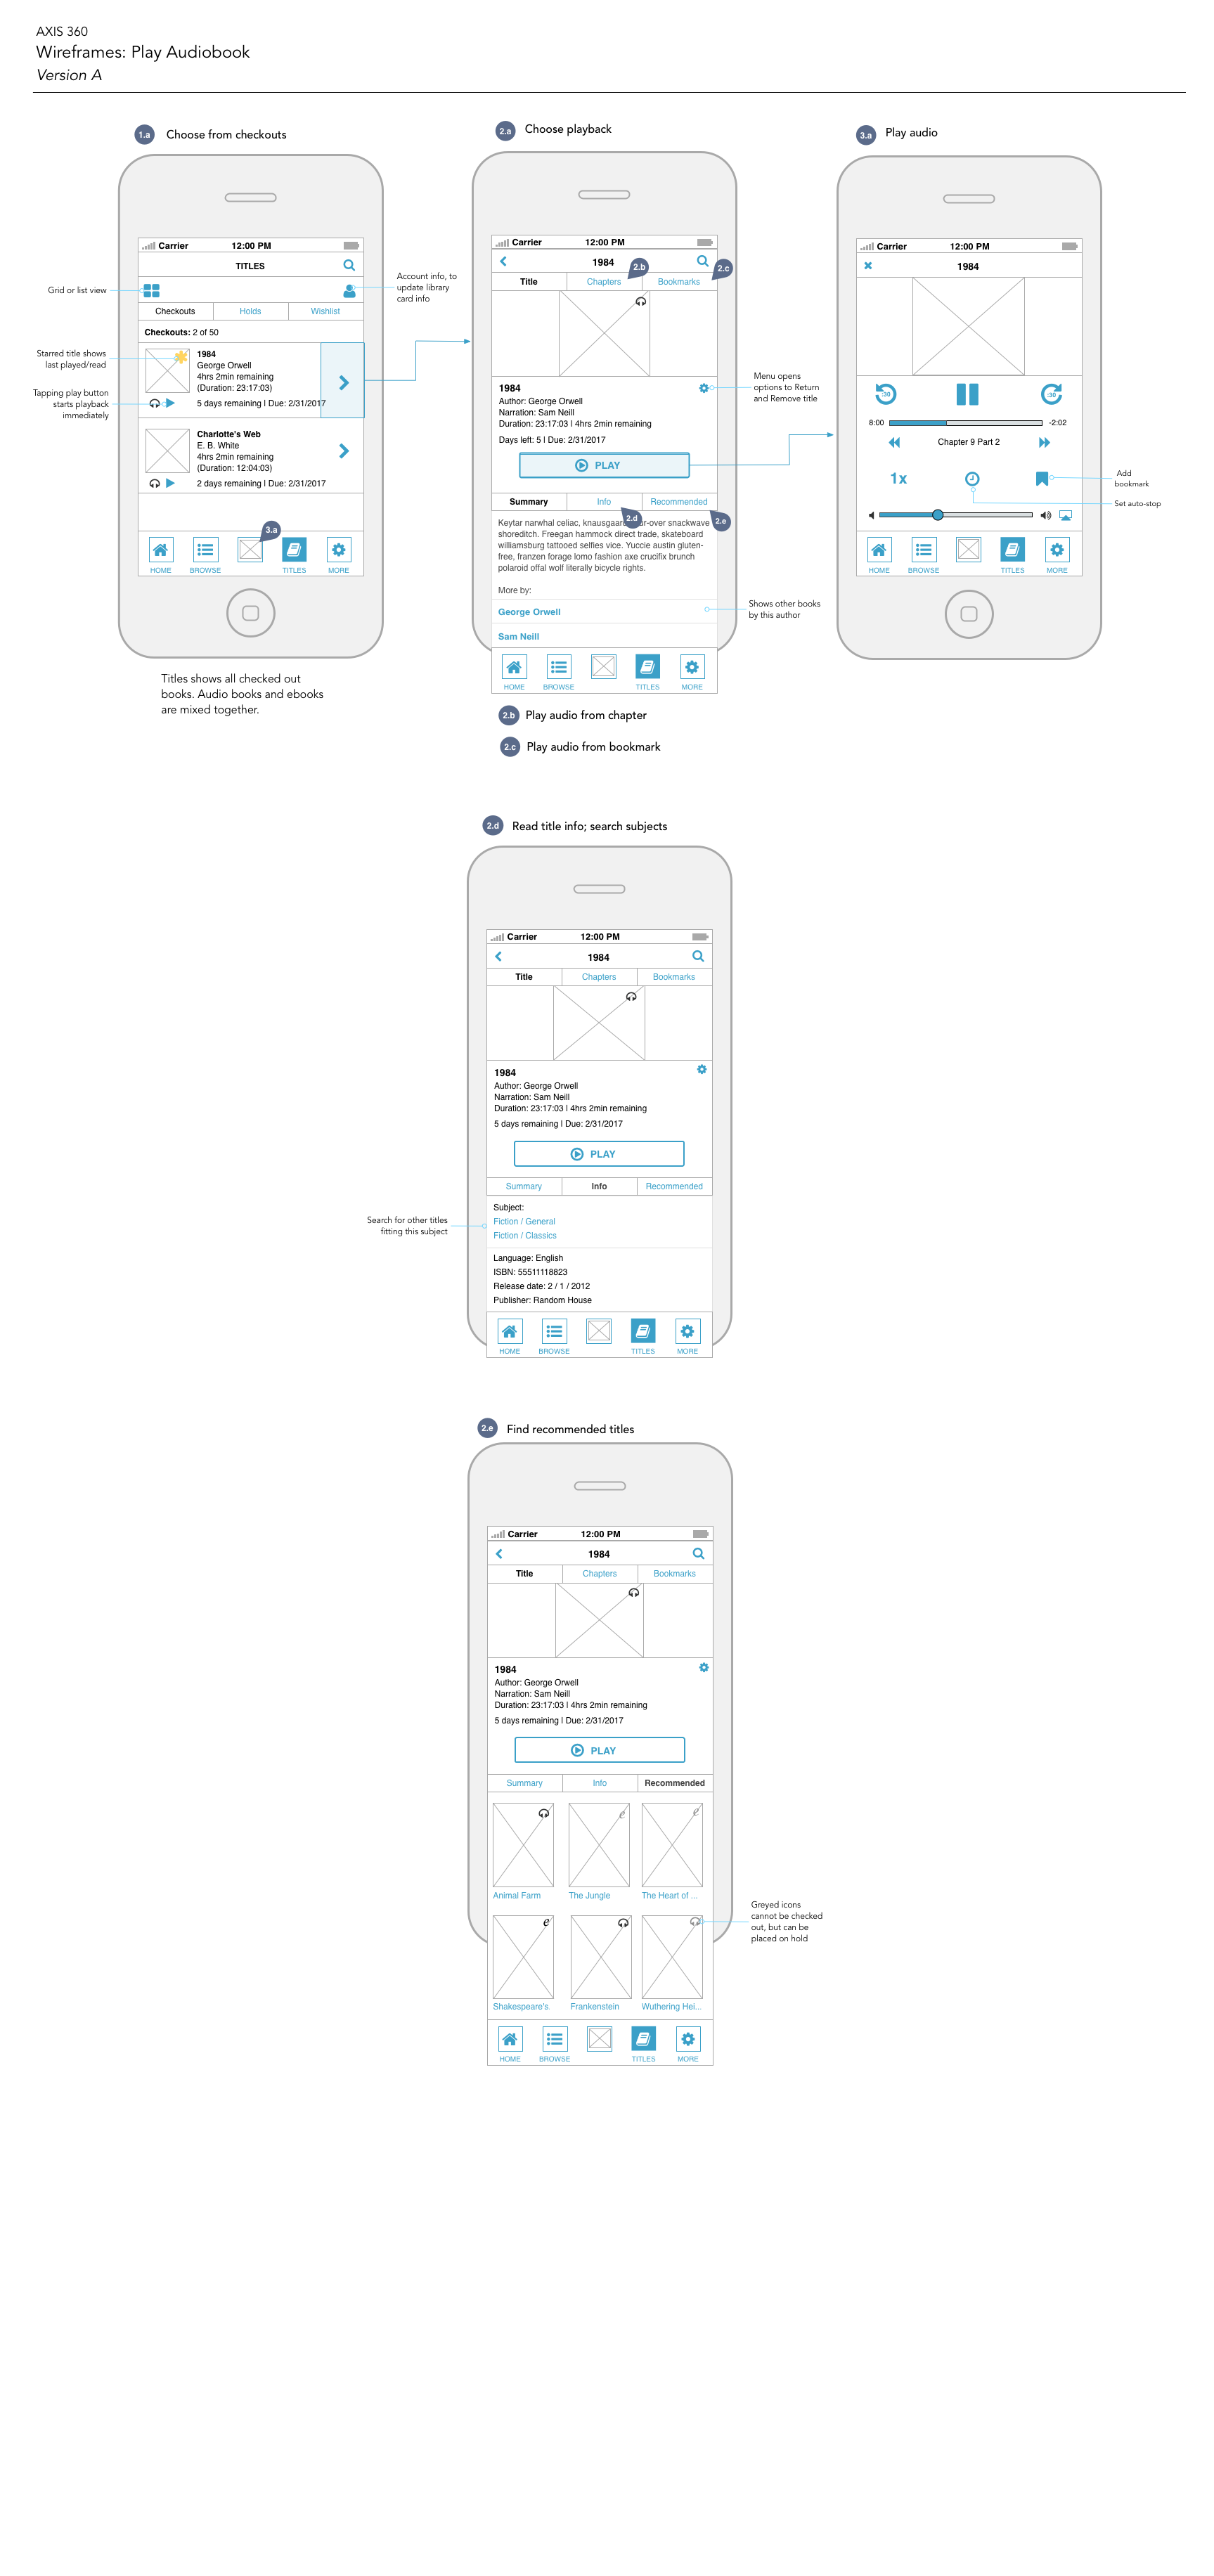 AXIS 360
Wireframes: Play Audiobook
Version A
1.a Choose from checkouts
Carrier 12:00 PM
TITLES
Grid or list view
Account info, to
update library
card info
Checkouts Holds Wishlist
Checkouts: 2 of 50
Starred title shows
last played/read
1984
George Orwell
4hrs 2min remaining
(Duration: 23:17:03)
Tapping play button
starts playback
immediately
5 days remaining | Due: 2/31/2017
Charlotte's Web
E. B. White
4hrs 2min remaining
(Duration: 12:04:03)
2 days remaining | Due: 2/31/2017
3.a
HOME BROWSE TITLES MORE
Titles shows all checked out
books. Audio books and ebooks
are mixed together.
2.a Choose playback
Carrier 12:00 PM
1984
2.b
2.c
Title Chapters Bookmarks
1984
Author: George Orwell
Narration: Sam Neill
Duration: 23:17:03 | 4hrs 2min remaining
Days left: 5 | Due: 2/31/2017
Menu opens
options to Return
and Remove title
PLAY
Summary Info Recommended
2.d
2.e
Keytar narwhal celiac, knausgaard r-over snackwave
shoreditch. Freegan hammock direct trade, skateboard
williamsburg tattooed selfies vice. Yuccie austin gluten-
free, franzen forage lomo fashion axe crucifix brunch
polaroid offal wolf literally bicycle rights.
More by:
George Orwell
Sam Neill
Shows other books
by this author
HOME BROWSE TITLES MORE
2.b Play audio from chapter
2.c Play audio from bookmark
3.a Play audio
Carrier 12:00 PM
1984
:30 :30
8:00 -2:02
Chapter 9 Part 2
1x
Add
bookmark
Set auto-stop
HOME BROWSE TITLES MORE
2.d Read title info; search subjects
Carrier 12:00 PM
1984
Title Chapters Bookmarks
1984
Author: George Orwell
Narration: Sam Neill
Duration: 23:17:03 | 4hrs 2min remaining
5 days remaining | Due: 2/31/2017
PLAY
Summary Info Recommended
Search for other titles
fitting this subject
Subject:
Fiction / General
Fiction / Classics
Language: English
ISBN: 55511118823
Release date: 2 / 1 / 2012
Publisher: Random House
HOME BROWSE TITLES MORE
2.e Find recommended titles
Carrier 12:00 PM
1984
Title Chapters Bookmarks
1984
Author: George Orwell
Narration: Sam Neill
Duration: 23:17:03 | 4hrs 2min remaining
5 days remaining | Due: 2/31/2017
PLAY
Summary Info Recommended
e e
Animal Farm The Jungle The Heart of ...
e
Greyed icons
cannot be checked
out, but can be
placed on hold
Shakespeare's Frankenstein Wuthering Hei...
HOME BROWSE TITLES MORE